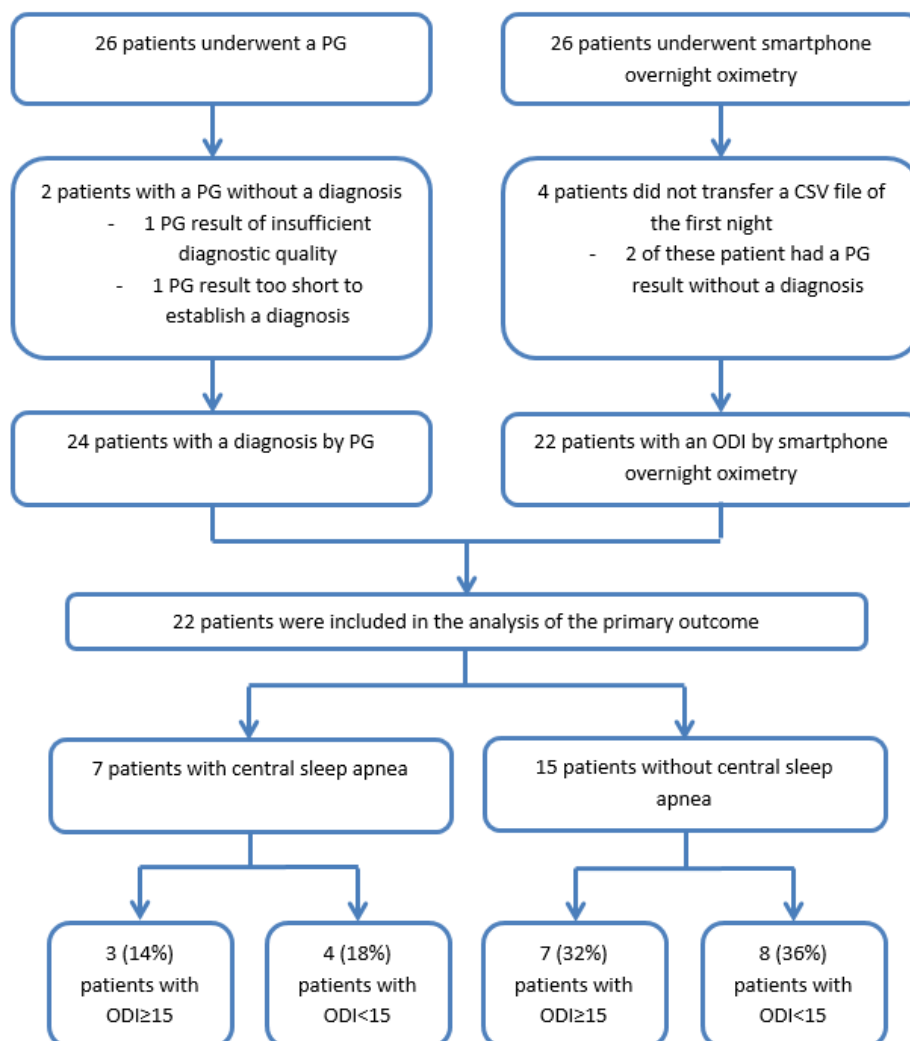 26 patients underwent a PG
26 patients underwent smartphone
overnight oximetry
2 patients with a PG without a diagnosis
- 1 PG result of insufficient
diagnostic quality
- 1 PG result too short to
establish a diagnosis
4 patients did not transfer a CSV file of
the first night
- 2 of these patient had a PG
result without a diagnosis
24 patients with a diagnosis by PG
22 patients with an ODI by smartphone
overnight oximetry
22 patients were included in the analysis of the primary outcome
7 patients with central sleep apnea
15 patients without central sleep
apnea
3 (14%)
patients with
ODI≥15
4 (18%)
patients with
ODI<15
7 (32%)
patients with
ODI≥15
8 (36%)
patients with
ODI<15